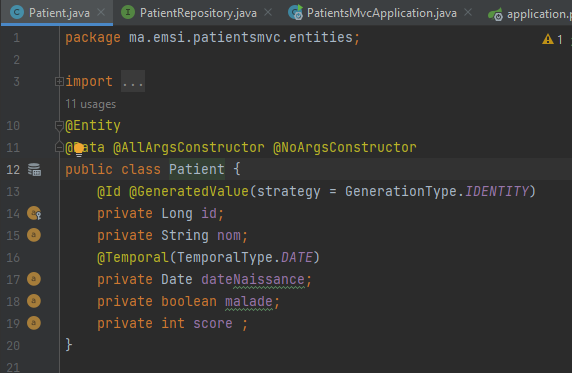 Patient.java PatientRepository.java PatientsMvcApplication.java application.p
1 package ma.emsi.patientsmvc.entities; 1
2
3 import ...
11 usages
10 @Entity
11 @Data @AllArgsConstructor @NoArgsConstructor
12 public class Patient {
13 @Id @GeneratedValue(strategy = GenerationType.IDENTITY)
14 private Long id;
15 private String nom;
16 @Temporal(TemporalType.DATE)
17 private Date dateNaissance;
18 private boolean malade;
19 private int score ;
20 }
21